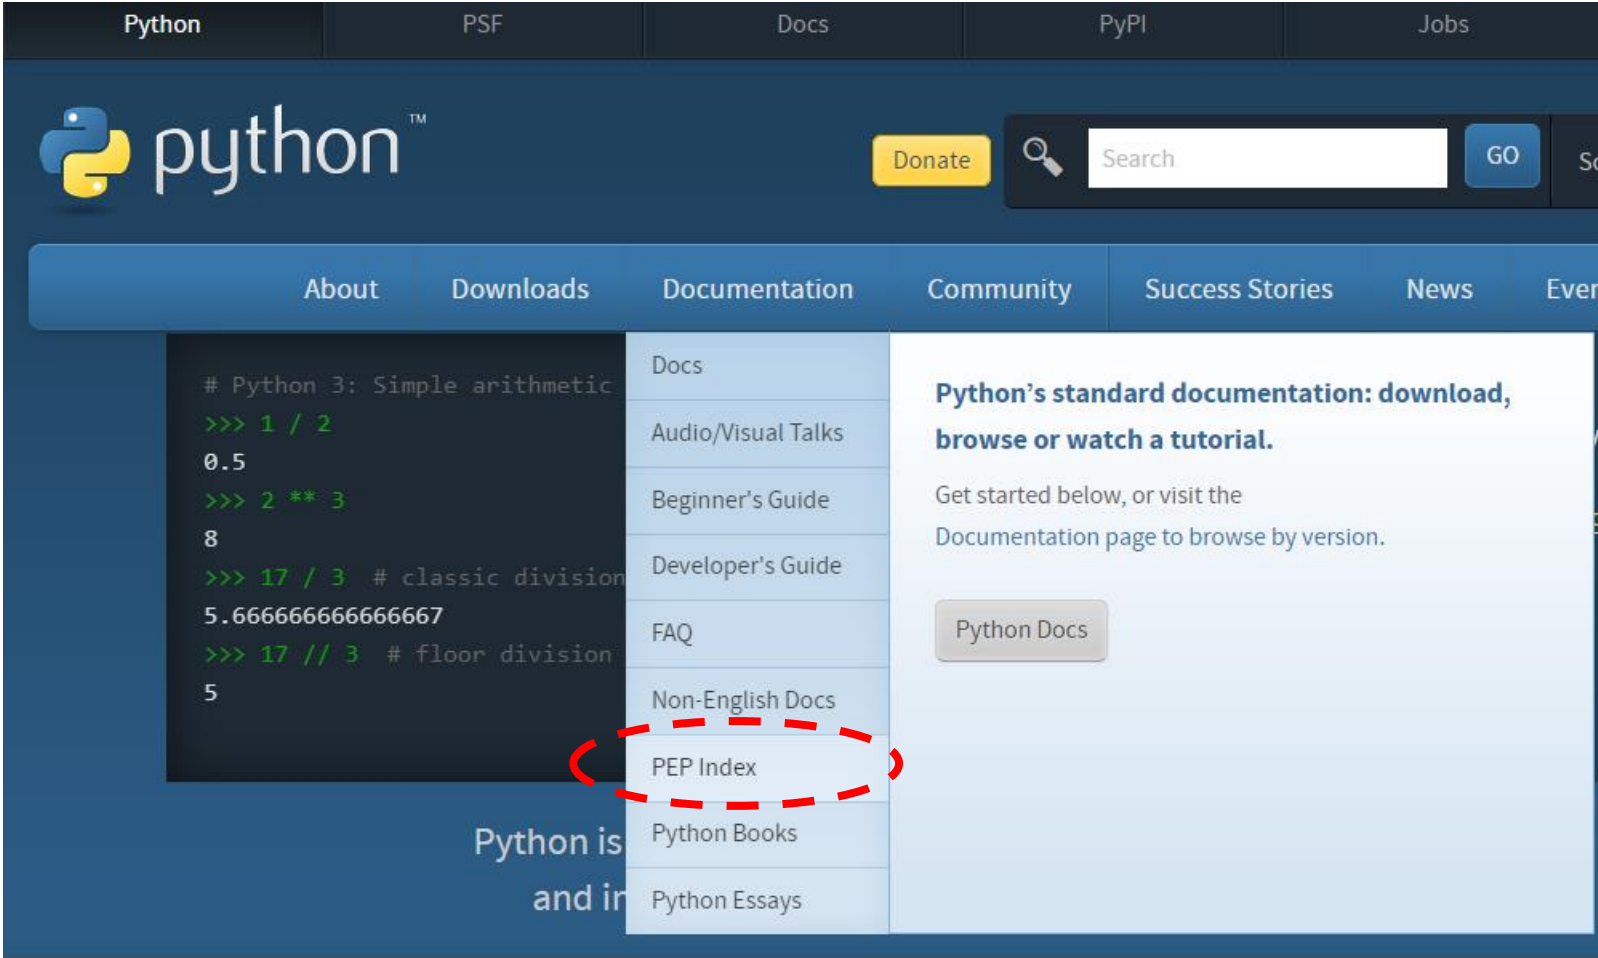 Python PSF Docs PyPI Jobs
python™
Donate Search GO
About Downloads Documentation Community Success Stories News
# Python 3: Simple arithmetic
>>> 1 / 2
0.5
>>> 2 ** 3
8
>>> 17 / 3 # classic division
5.666666666666667
>>> 17 // 3 # floor division
5
Docs
Audio/Visual Talks
Beginner's Guide
Developer's Guide
FAQ
Non-English Docs
PEP Index
Python Books
Python Essays
Python’s standard documentation: download,
browse or watch a tutorial.
Get started below, or visit the
Documentation page to browse by version.
Python Docs
Python is
and